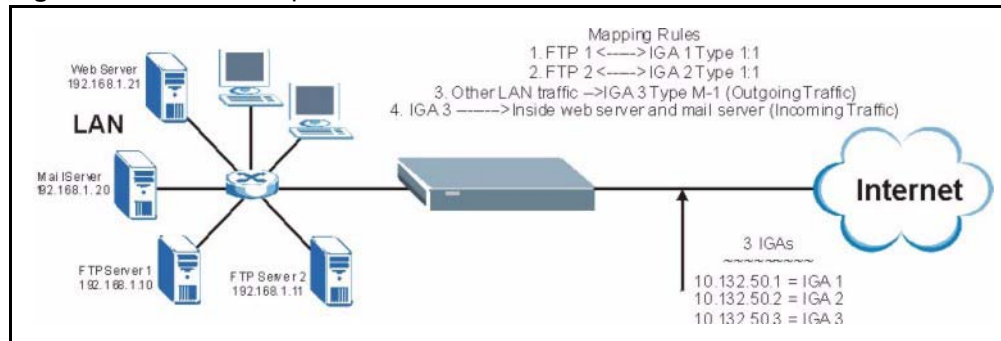 Mapping Rules
1. FTP 1 <-----> IGA 1 Type 1:1
2. FTP 2 <-----> IGA 2 Type 1:1
3. Other LAN traffic --> IGA 3 Type M-1 (Outgoing Traffic)
4. IGA 3 -------> Inside web server and mail server (Incoming Traffic)
Web Server
192.168.1.21
LAN
Mail Server
192.168.1.20
FTP Server 1
192.168.1.10
FTP Server 2
192.168.1.11
Internet
3 IGAs
~~~~~~~~~
10.132.50.1 = IGA 1
10.132.50.2 = IGA 2
10.132.50.3 = IGA 3